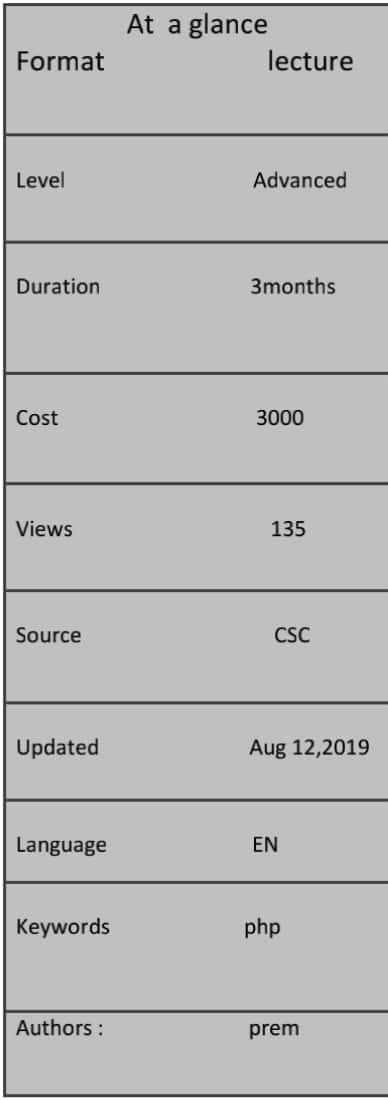 At a glance
Format lecture
Level Advanced
Duration 3months
Cost 3000
Views 135
Source CSC
Updated Aug 12,2019
Language EN
Keywords php
Authors : prem